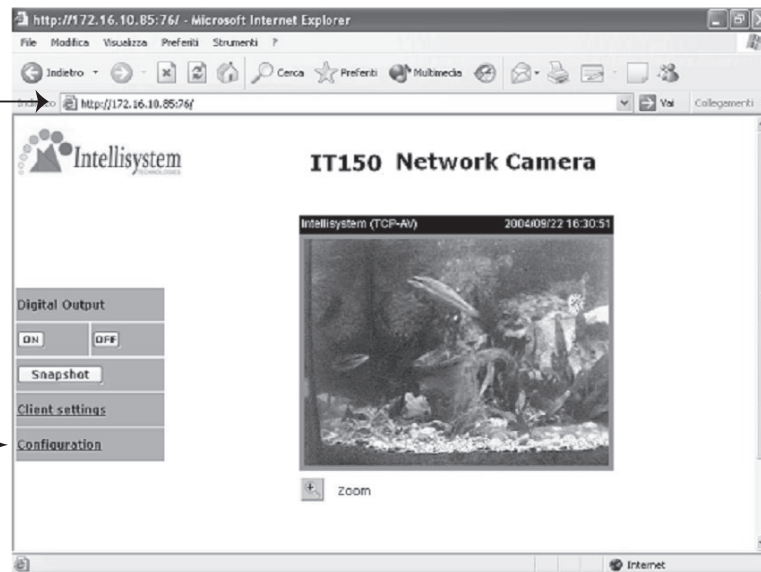 http://172.16.10.85:76/ - Microsoft Internet Explorer
File Modifica Visualizza Preferiti Strumenti ?
Indietro Cerca Preferiti Multimedia
http://172.16.10.85:76/ Vai Collegamenti
Intellisystem
TECHNOLOGIES
IT150 Network Camera
Intellisystem (TCP-AV) 2004/09/22 16:30:51
Digital Output
ON OFF
Snapshot
Client settings
Configuration
Zoom
Internet